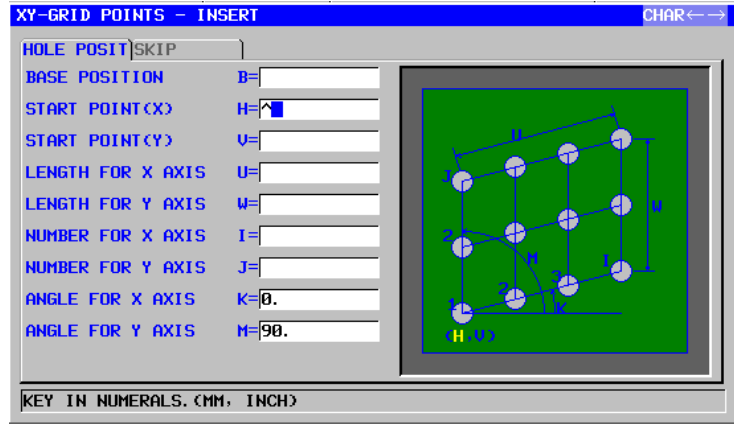 XY-GRID POINTS - INSERT CHAR←→
HOLE POSIT SKIP
BASE POSITION B=
START POINT(X) H=^
START POINT(Y) V=
LENGTH FOR X AXIS U=
LENGTH FOR Y AXIS W=
NUMBER FOR X AXIS I=
NUMBER FOR Y AXIS J=
ANGLE FOR X AXIS K=0.
ANGLE FOR Y AXIS M=90.
U
J
W
2
M
I
3
2
1
K
(H,V)
KEY IN NUMERALS.(MM, INCH)